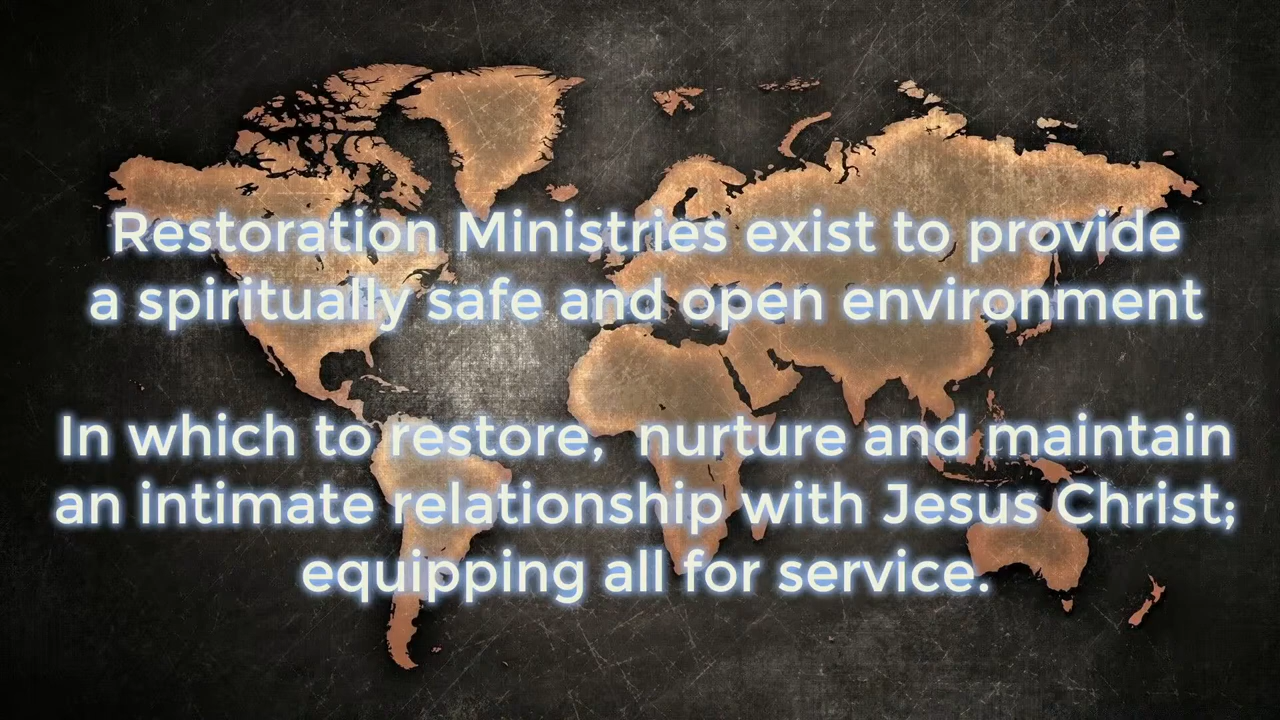 Restoration Ministries exist to provide
a spiritually safe and open environment
In which to restore,  nurture and maintain
an intimate relationship with Jesus Christ;
equipping all for service.